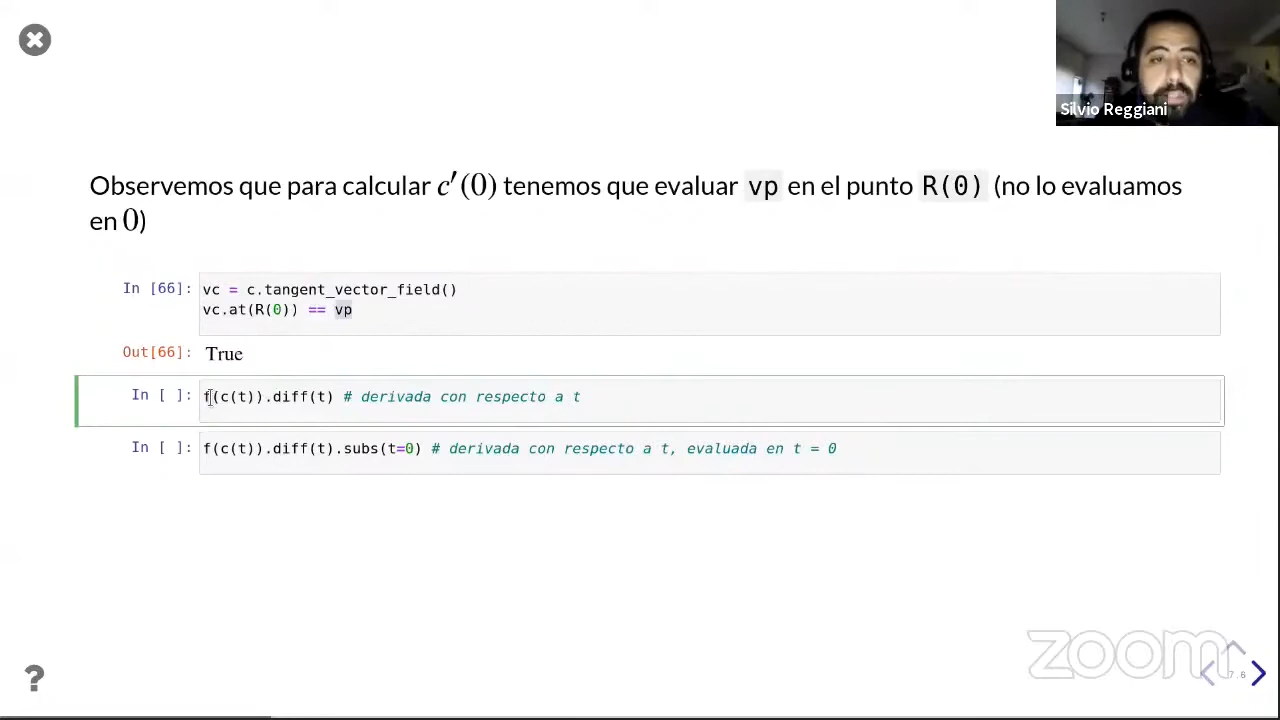 Silvio Reggiani
Observemos que para calcular c′(0) tenemos que evaluar vp en el punto R(0) (no lo evaluamos
en 0)
In [66]: vc = c.tangent_vector_field()
vc.at(R(0)) == vp
Out[66]: True
In [ ]: f(c(t)).diff(t) # derivada con respecto a t
In [ ]: f(c(t)).diff(t).subs(t=0) # derivada con respecto a t, evaluada en t = 0
zoom
7.6
?